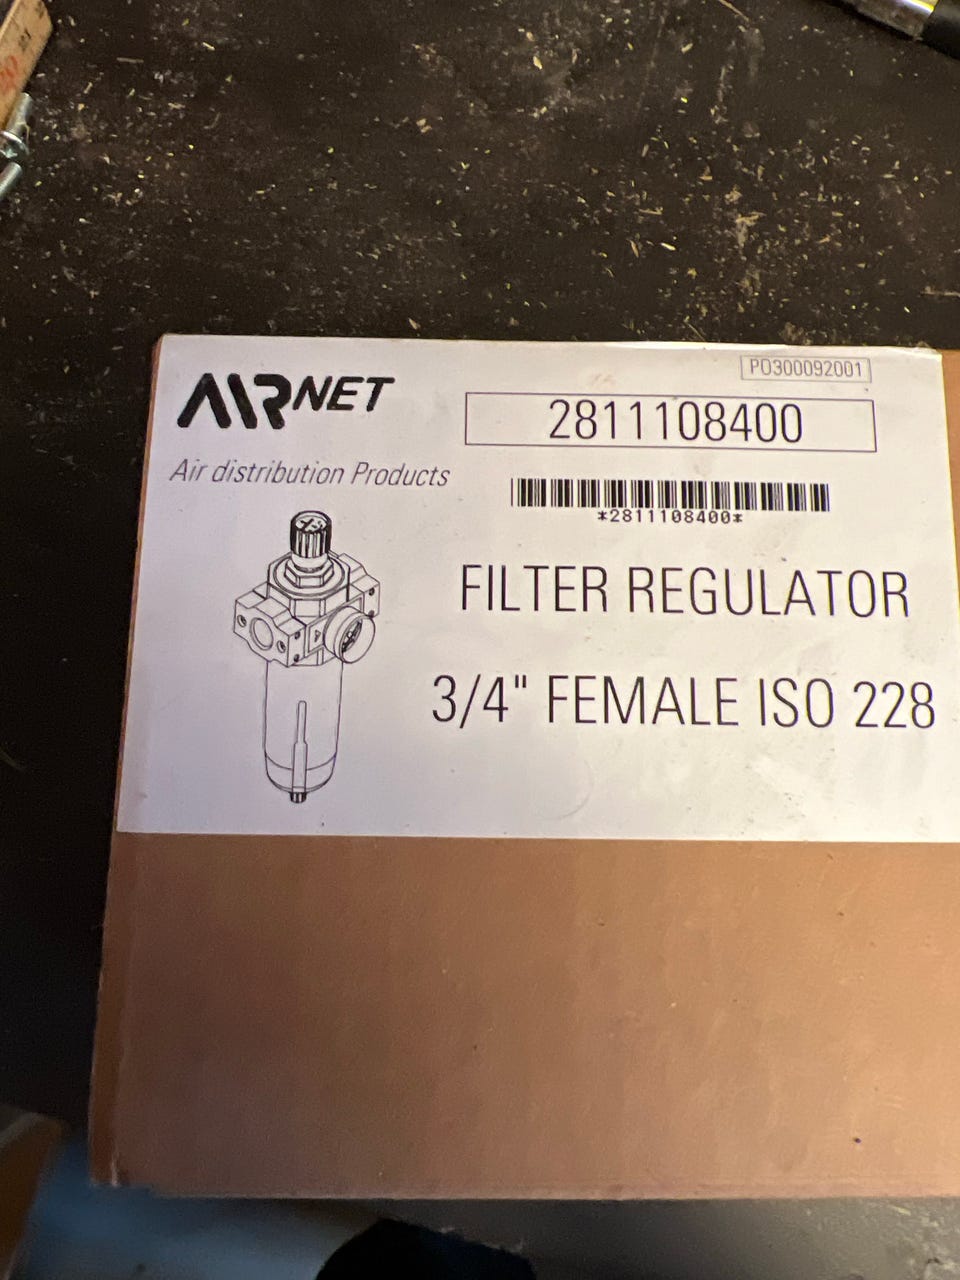 AIRNET
Air distribution Products
PO300092001
2811108400
*2811108400*
FILTER REGULATOR
3/4" FEMALE ISO 228